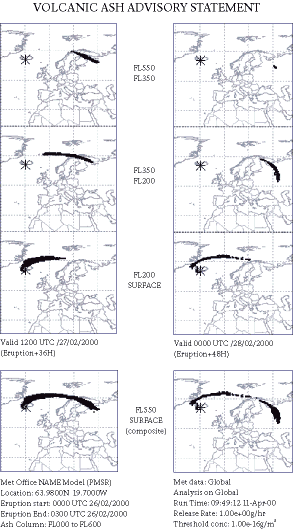 VOLCANIC ASH ADVISORY STATEMENT
FL550
FL350
FL350
FL200
FL200
SURFACE
Valid 1200 UTC /27/02/2000
(Eruption+36H)
Valid 0000 UTC /28/02/2000
(Eruption+48H)
FL550
SURFACE
(composite)
Met Office NAME Model (PMSR)
Location: 63.9800N 19.7000W
Eruption start: 0000 UTC 26/02/2000
Eruption End: 0300 UTC 26/02/2000
Ash Column: FL000 to FL600
Met data: Global
Analysis on Global
Run Time: 09:49:12 11-Apr-00
Release Rate: 1.00e+00g/hr
Threshold conc: 1.00e-16g/m³